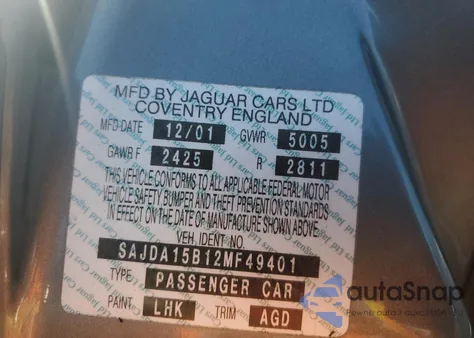 MFD BY JAGUAR CARS LTD
COVENTRY ENGLAND
MFD DATE 12/01 GVWR 5005
GAWR F 2425 R 2811
THIS VEHICLE CONFORMS TO ALL APPLICABLE FEDERAL MOTOR
VEHICLE SAFETY BUMPER AND THEFT PREVENTION STANDARDS
IN EFFECT ON THE DATE OF MANUFACTURE SHOWN ABOVE
VEH. IDENT NO.
SAJDA15B12MF49401
TYPE PASSENGER CAR
PAINT LHK TRIM AGD
autoSnap